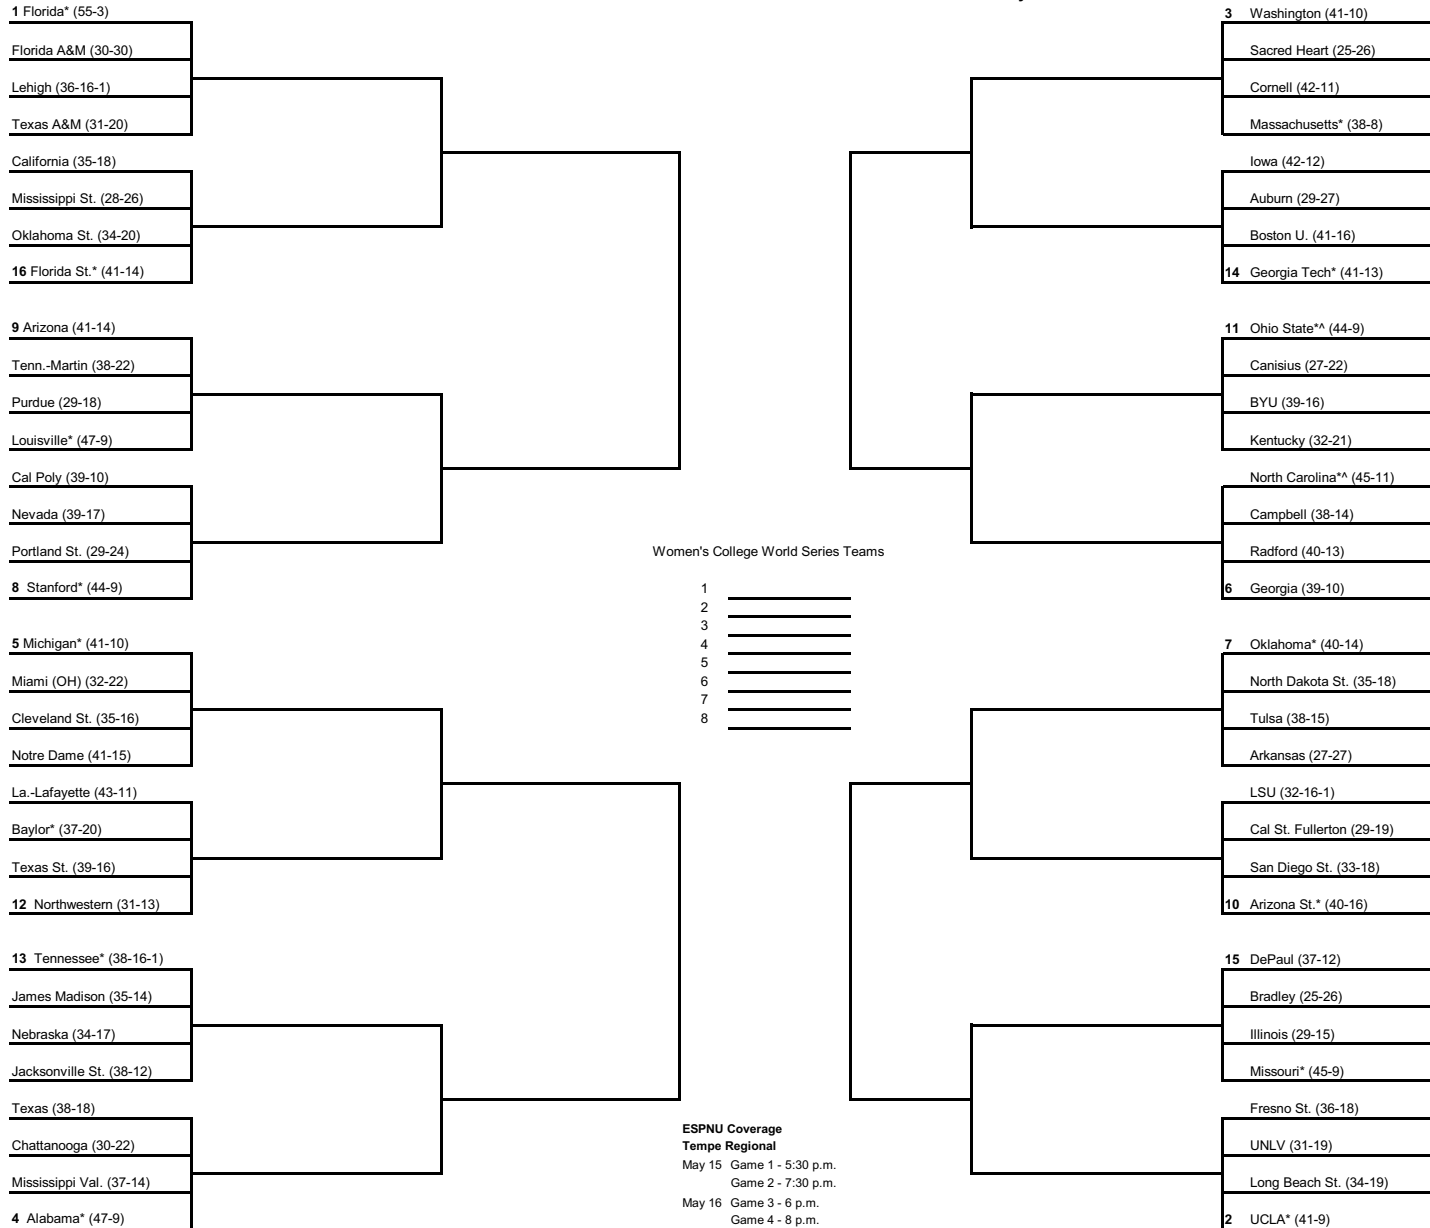 1 Florida* (55-3)
Florida A&M (30-30)
Lehigh (36-16-1)
Texas A&M (31-20)
California (35-18)
Mississippi St. (28-26)
Oklahoma St. (34-20)
16 Florida St.* (41-14)
9 Arizona (41-14)
Tenn.-Martin (38-22)
Purdue (29-18)
Louisville* (47-9)
Cal Poly (39-10)
Nevada (39-17)
Portland St. (29-24)
8 Stanford* (44-9)
5 Michigan* (41-10)
Miami (OH) (32-22)
Cleveland St. (35-16)
Notre Dame (41-15)
La.-Lafayette (43-11)
Baylor* (37-20)
Texas St. (39-16)
12 Northwestern (31-13)
13 Tennessee* (38-16-1)
James Madison (35-14)
Nebraska (34-17)
Jacksonville St. (38-12)
Texas (38-18)
Chattanooga (30-22)
Mississippi Val. (37-14)
4 Alabama* (47-9)
Women's College World Series Teams
1
2
3
4
5
6
7
8
ESPNU Coverage
Tempe Regional
May 15 Game 1 - 5:30 p.m.
Game 2 - 7:30 p.m.
May 16 Game 3 - 6 p.m.
Game 4 - 8 p.m.
3 Washington (41-10)
Sacred Heart (25-26)
Cornell (42-11)
Massachusetts* (38-8)
Iowa (42-12)
Auburn (29-27)
Boston U. (41-16)
14 Georgia Tech* (41-13)
11 Ohio State*^ (44-9)
Canisius (27-22)
BYU (39-16)
Kentucky (32-21)
North Carolina*^ (45-11)
Campbell (38-14)
Radford (40-13)
6 Georgia (39-10)
7 Oklahoma* (40-14)
North Dakota St. (35-18)
Tulsa (38-15)
Arkansas (27-27)
LSU (32-16-1)
Cal St. Fullerton (29-19)
San Diego St. (33-18)
10 Arizona St.* (40-16)
15 DePaul (37-12)
Bradley (25-26)
Illinois (29-15)
Missouri* (45-9)
Fresno St. (36-18)
UNLV (31-19)
Long Beach St. (34-19)
2 UCLA* (41-9)